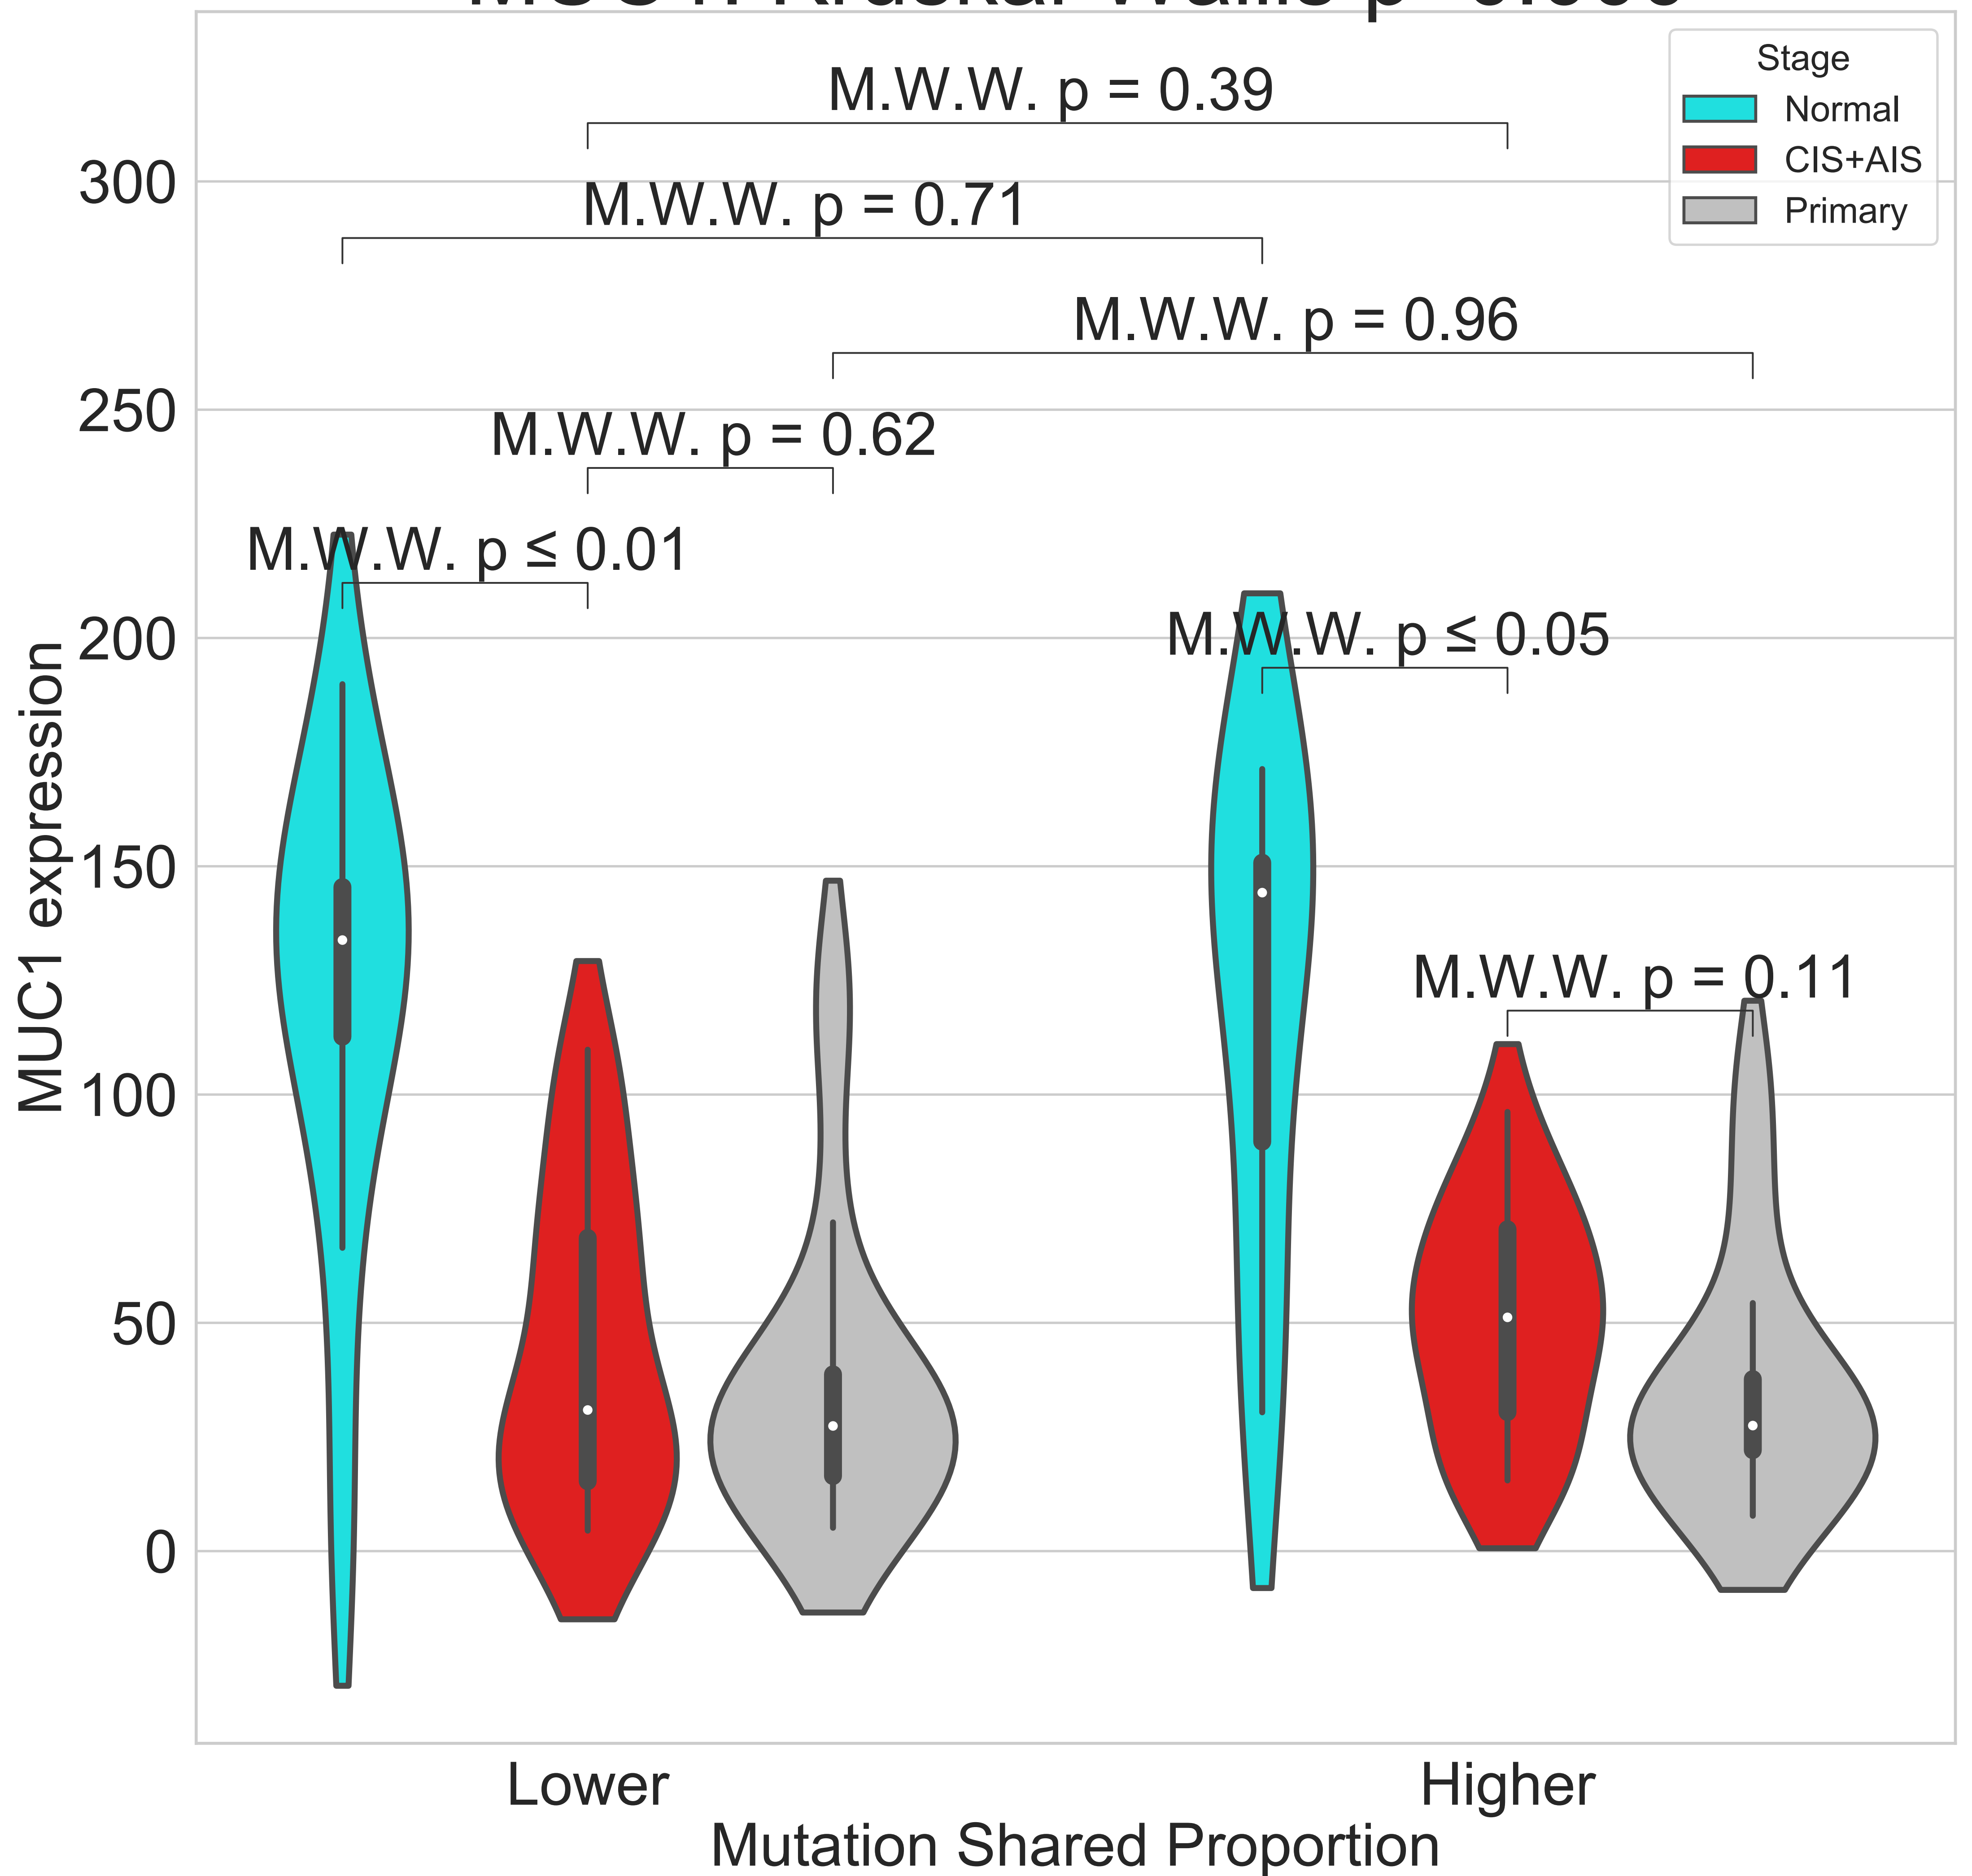 Stage
Normal
CIS+AIS
Primary
M.W.W. p = 0.39
M.W.W. p = 0.71
M.W.W. p = 0.96
M.W.W. p = 0.62
M.W.W. p ≤ 0.01
M.W.W. p ≤ 0.05
M.W.W. p = 0.11
MUC1 expression
300
250
200
150
100
50
0
Lower
Higher
Mutation Shared Proportion